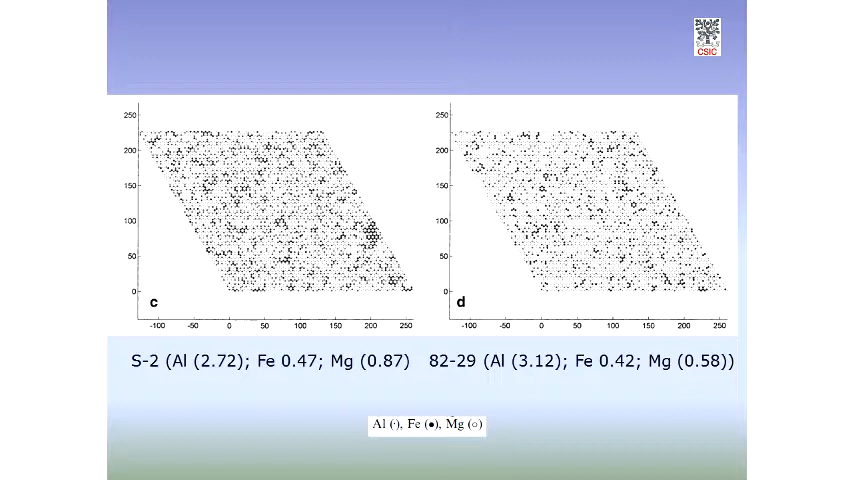 CSIC
250
200
150
100
50
0
c
-100 -50 0 50 100 150 200 250
250
200
150
100
50
0
d
-100 -50 0 50 100 150 200 250
S-2 (Al (2.72); Fe 0.47; Mg (0.87)
82-29 (Al (3.12); Fe 0.42; Mg (0.58))
Al (·), Fe (●), Mg (○)